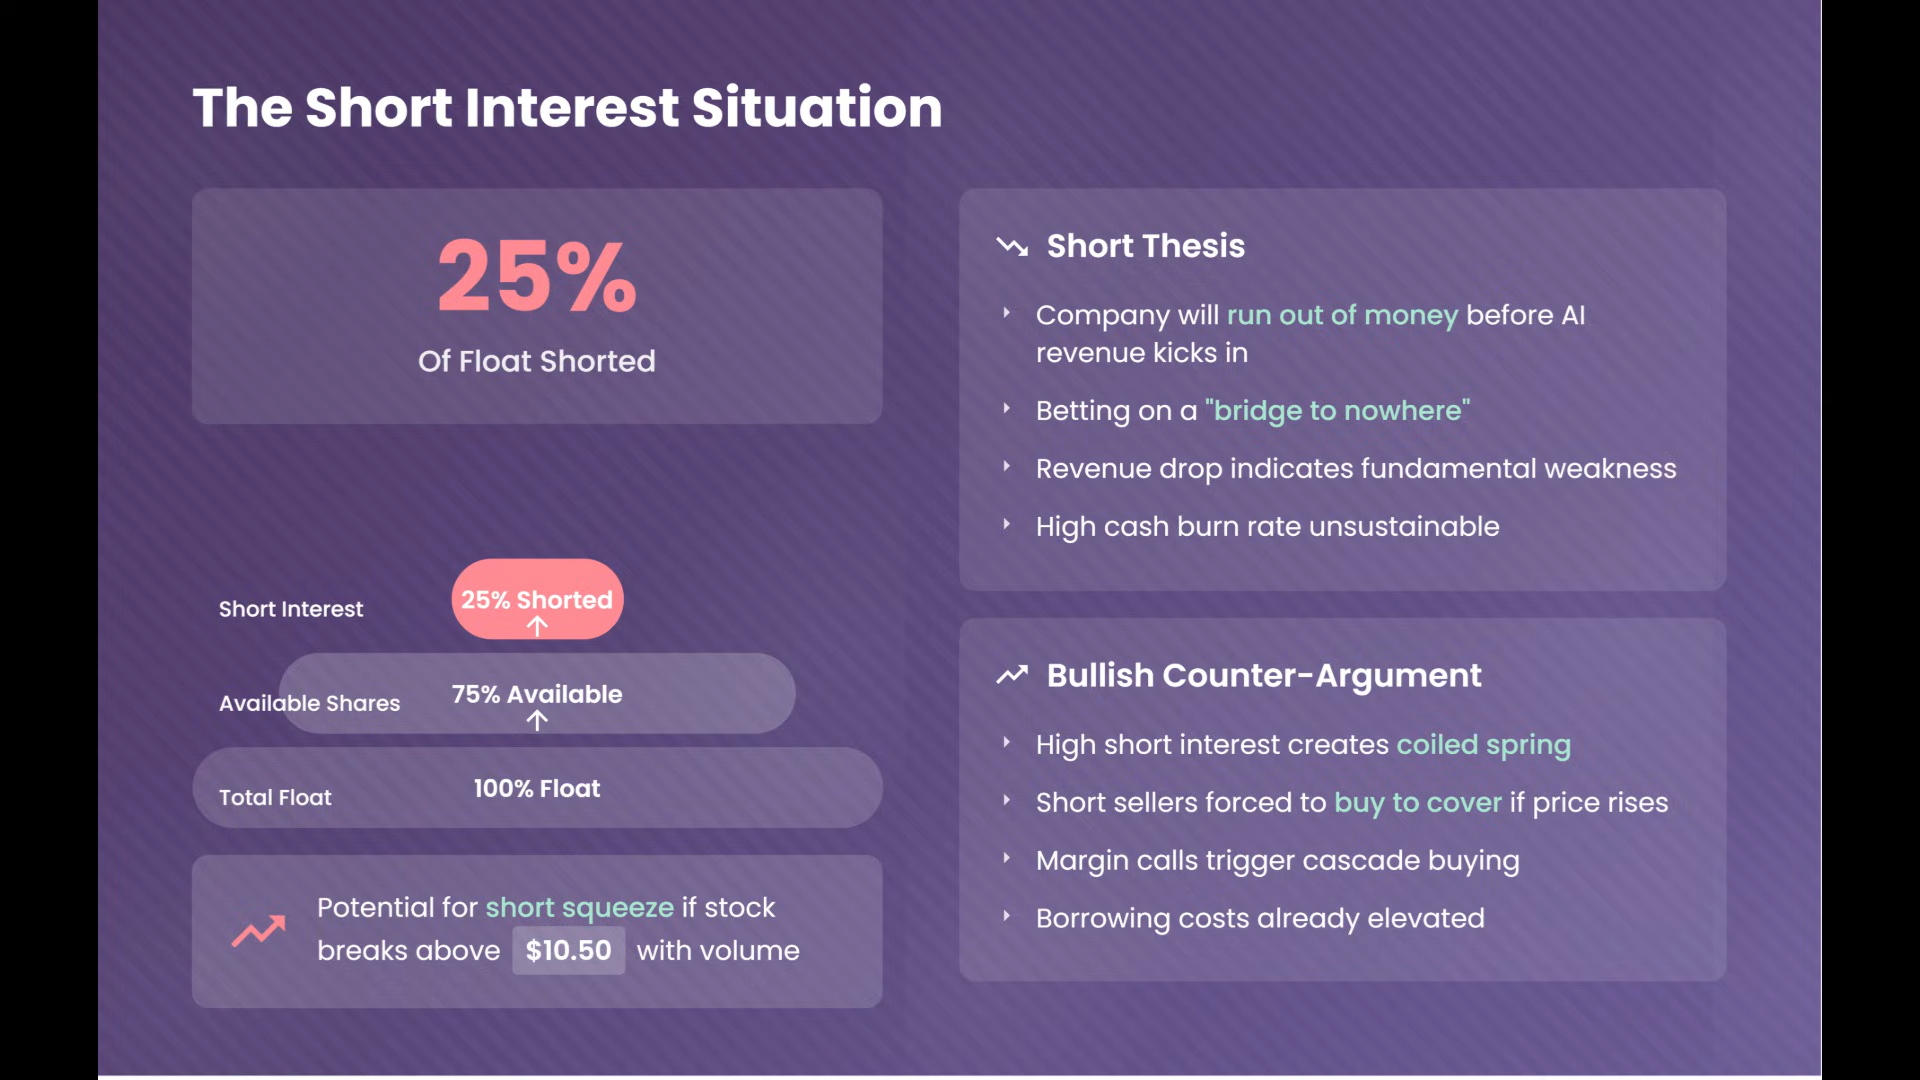 The Short Interest Situation
25%
Of Float Shorted
Short Interest
25% Shorted
Available Shares
75% Available
Total Float
100% Float
Potential for short squeeze if stock
breaks above $10.50 with volume
Short Thesis
Company will run out of money before AI
revenue kicks in
Betting on a "bridge to nowhere"
Revenue drop indicates fundamental weakness
High cash burn rate unsustainable
Bullish Counter-Argument
High short interest creates coiled spring
Short sellers forced to buy to cover if price rises
Margin calls trigger cascade buying
Borrowing costs already elevated